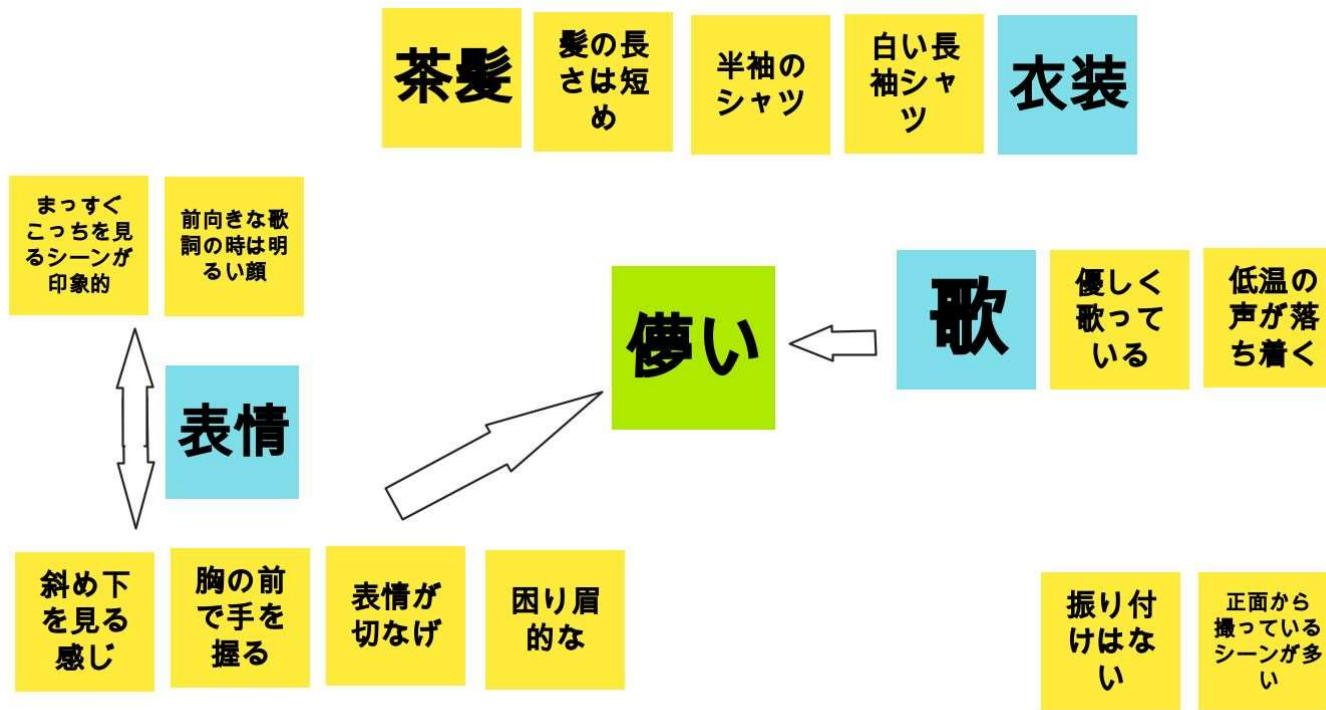 茶髪
髪の長
さは短
め
半袖の
シャツ
白い長
袖シャ
ツ
衣装
まっすぐ
こっちを見
るシーンが
印象的
前向きな歌
詞の時は明
るい顔
儚い
歌
優しく
歌って
いる
低温の
声が落
ち着く
表情
斜め下
を見る
感じ
胸の前
で手を
握る
表情が
切なげ
困り眉
的な
振り付
けはな
い
正面から
撮っている
シーンが多
い